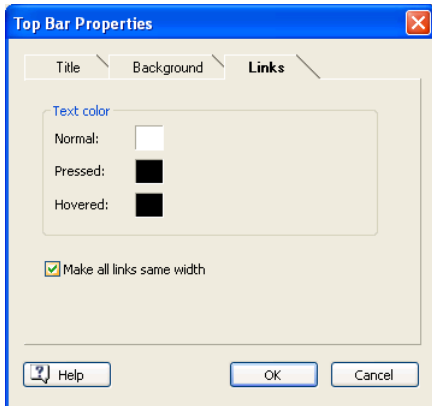 Top Bar Properties
Title Background Links
Text color
Normal:
Pressed:
Hovered:
Make all links same width
Help OK Cancel